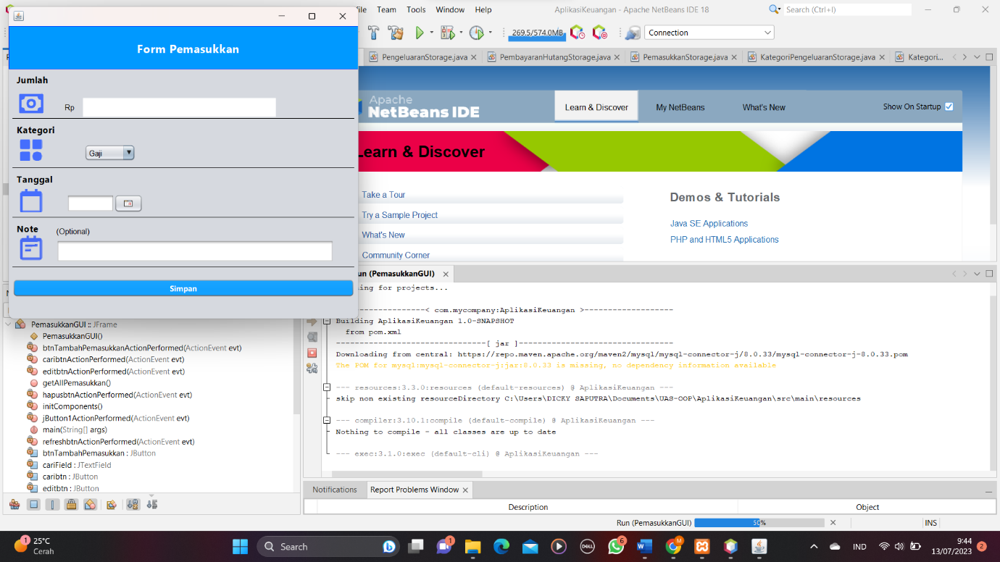 File Team Tools Window Help
AplikasiKeuangan - Apache NetBeans IDE 18
Search (Ctrl+I)
269.5/574.0MB
Connection
PengeluaranStorage.java
PembayaranHutangStorage.java
PemasukkanStorage.java
KategoriPengeluaranStorage.java
Kategori...
Form Pemasukkan
Jumlah
Rp
Kategori
Gaji
Tanggal
Note (Optional)
Simpan
Apache
NetBeans IDE
Learn & Discover
My NetBeans
What's New
Show On Startup
Learn & Discover
Take a Tour
Try a Sample Project
What's New
Community Corner
Demos & Tutorials
Java SE Applications
PHP and HTML5 Applications
PemasukkanGUI :: JFrame
PemasukkanGUI()
btnTambahPemasukkanActionPerformed(ActionEvent evt)
caribtnActionPerformed(ActionEvent evt)
editbtnActionPerformed(ActionEvent evt)
getAllPemasukkan()
hapusbtnActionPerformed(ActionEvent evt)
initComponents()
jButton1ActionPerformed(ActionEvent evt)
main(String[] args)
refreshbtnActionPerformed(ActionEvent evt)
btnTambahPemasukkan : JButton
cariField : JTextField
caribtn : JButton
editbtn : JButton
un (PemasukkanGUI)
ing for projects...
----------------< com.mycompany:AplikasiKeuangan >-------------------
Building AplikasiKeuangan 1.0-SNAPSHOT
from pom.xml
--------------------------------[ jar ]---------------------------------
Downloading from central: https://repo.maven.apache.org/maven2/mysql/mysql-connector-j/8.0.33/mysql-connector-j-8.0.33.pom
The POM for mysql:mysql-connector-j:jar:8.0.33 is missing, no dependency information available
--- resources:3.3.0:resources (default-resources) @ AplikasiKeuangan ---
skip non existing resourceDirectory C:\Users\DICKY SAPUTRA\Documents\UAS-OOP\AplikasiKeuangan\src\main\resources
--- compiler:3.10.1:compile (default-compile) @ AplikasiKeuangan ---
Nothing to compile - all classes are up to date
--- exec:3.1.0:exec (default-cli) @ AplikasiKeuangan ---
Notifications
Report Problems Window
Description
Object
Run (PemasukkanGUI)
50%
INS
1
25°C
Cerah
Search
1
DELL
6
M
IND
9:44
13/07/2023
2